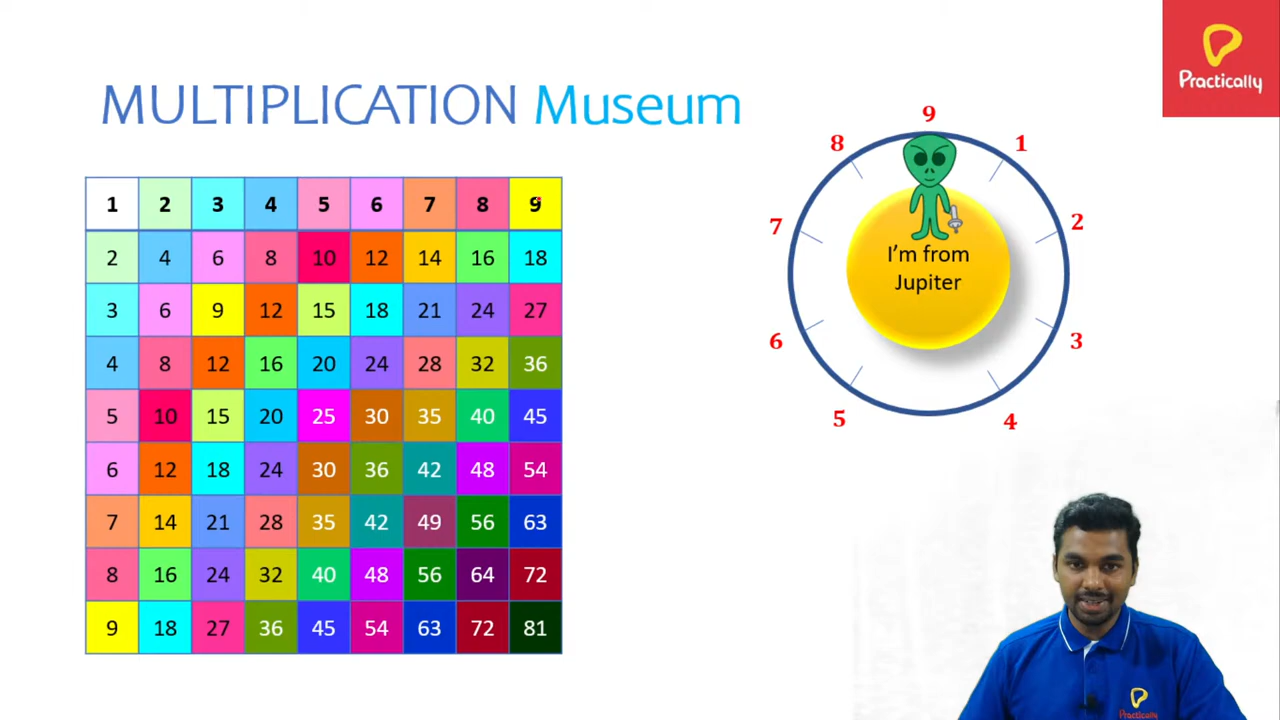 Practically
MULTIPLICATION Museum
1 2 3 4 5 6 7 8 9
2 4 6 8 10 12 14 16 18
3 6 9 12 15 18 21 24 27
4 8 12 16 20 24 28 32 36
5 10 15 20 25 30 35 40 45
6 12 18 24 30 36 42 48 54
7 14 21 28 35 42 49 56 63
8 16 24 32 40 48 56 64 72
9 18 27 36 45 54 63 72 81
9
8 1
7 2
I'm from
Jupiter
6 3
5 4
Practically